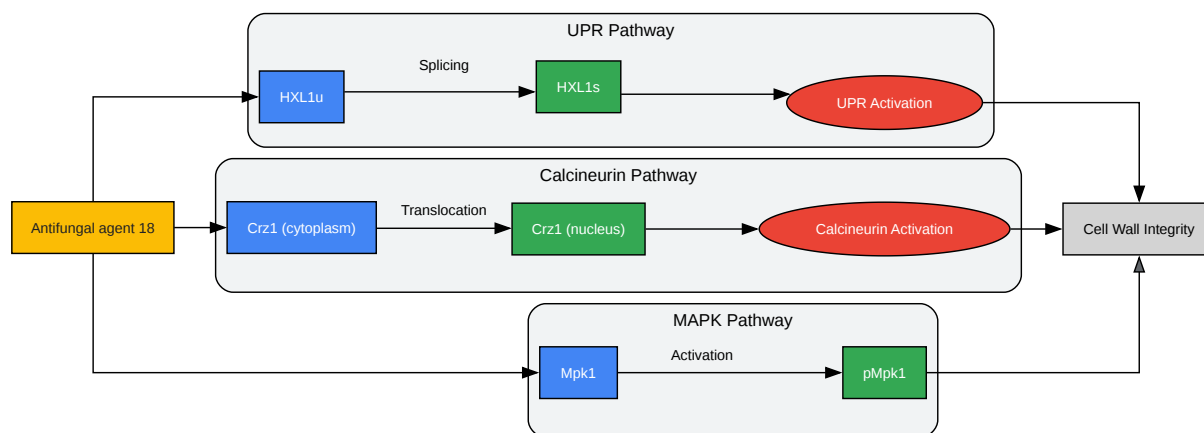 UPR Pathway
HXL1u
Splicing
HXL1s
UPR Activation
Calcineurin Pathway
Antifungal agent 18
Crz1 (cytoplasm)
Translocation
Crz1 (nucleus)
Calcineurin Activation
Cell Wall Integrity
MAPK Pathway
Mpk1
Activation
pMpk1